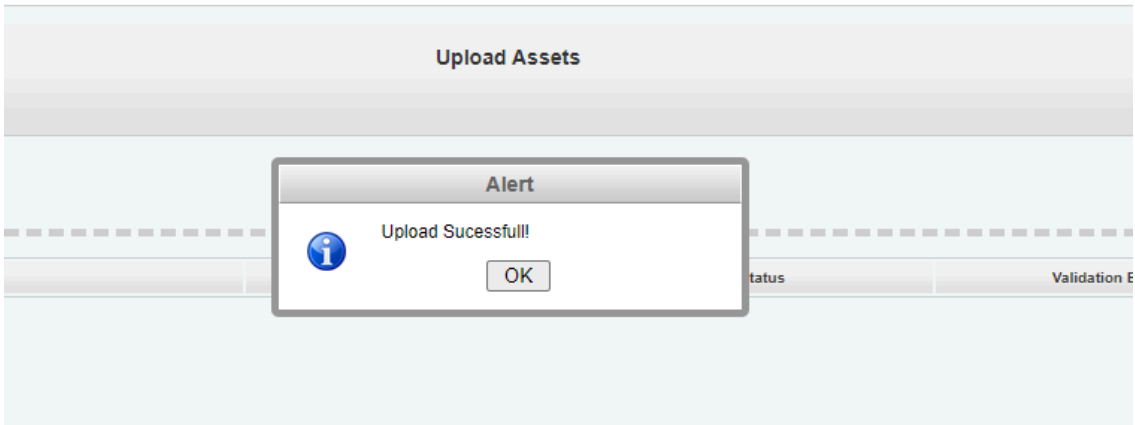 Upload Assets
Alert
Upload Sucessfull!
OK
tatus
Validation E